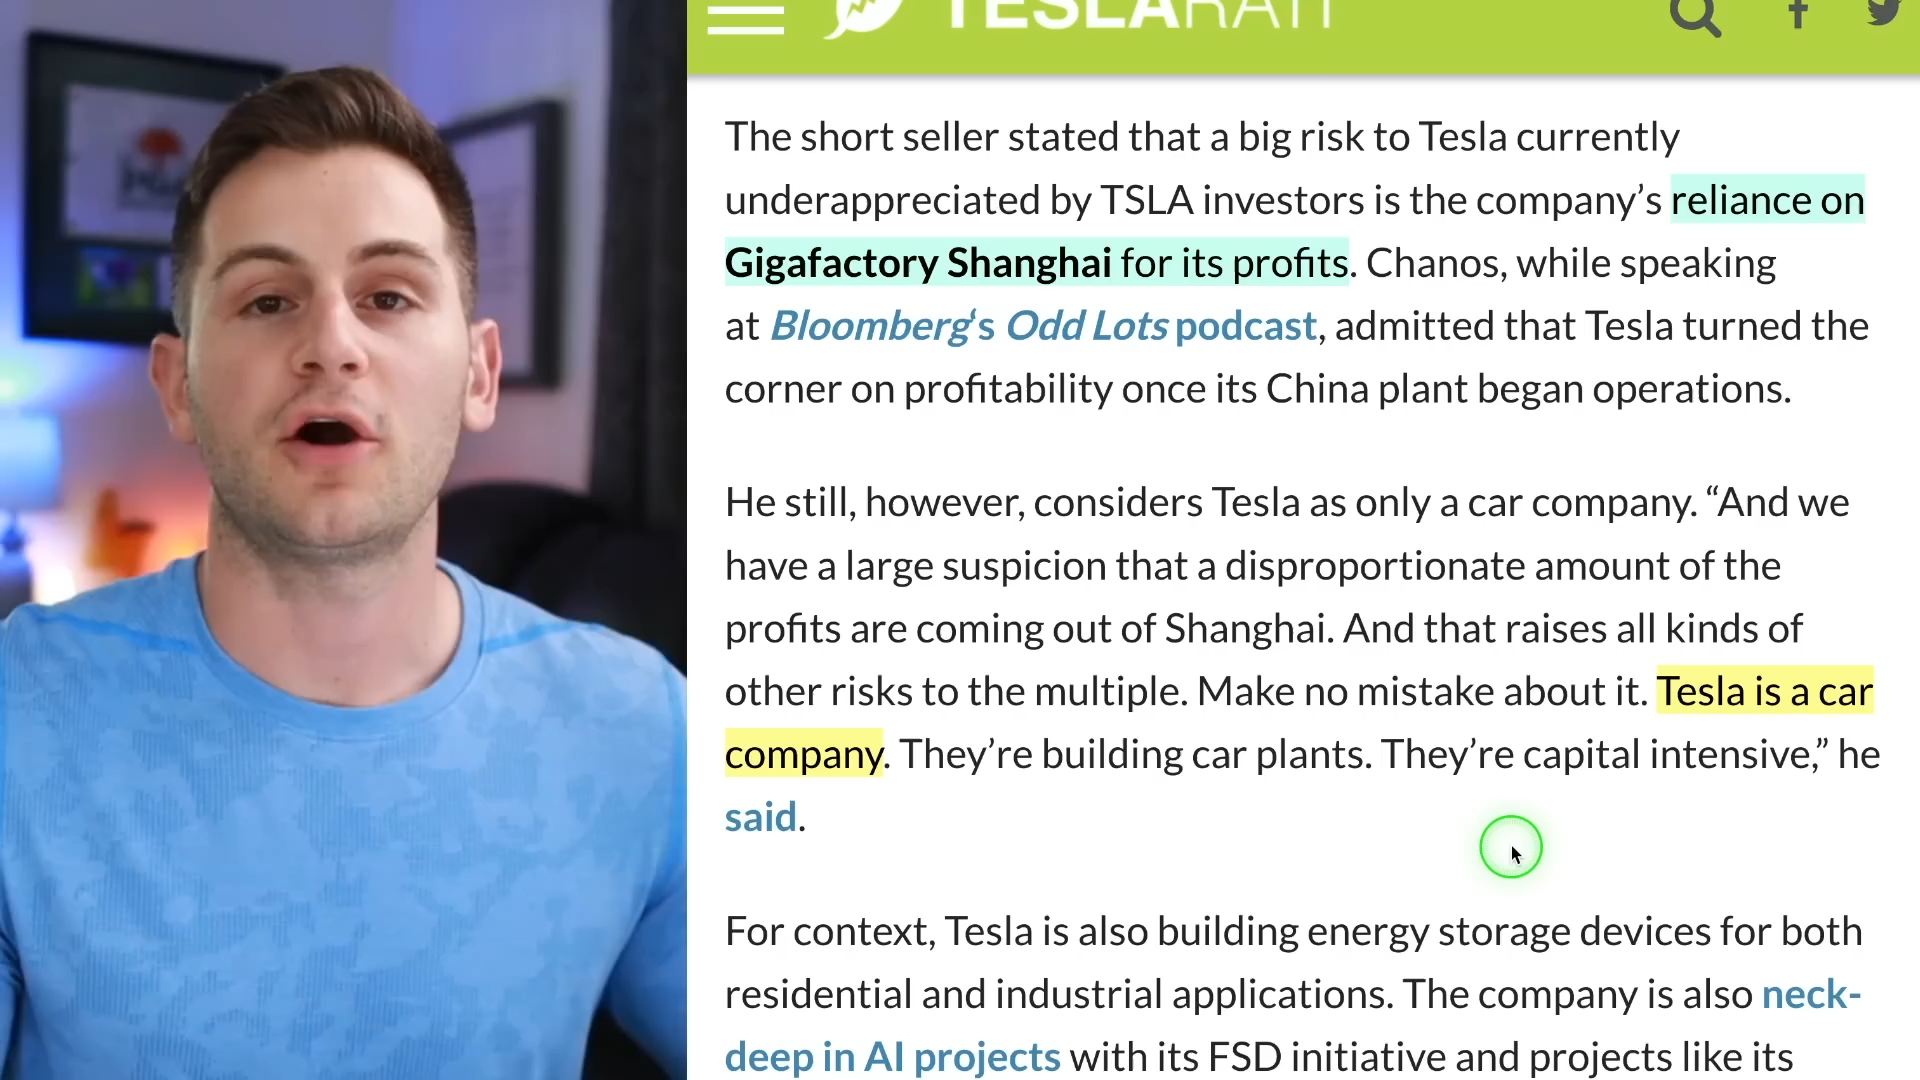 TESLARATI
The short seller stated that a big risk to Tesla currently
underappreciated by TSLA investors is the company’s reliance on
Gigafactory Shanghai for its profits. Chanos, while speaking
at Bloomberg‘s Odd Lots podcast, admitted that Tesla turned the
corner on profitability once its China plant began operations.
He still, however, considers Tesla as only a car company. “And we
have a large suspicion that a disproportionate amount of the
profits are coming out of Shanghai. And that raises all kinds of
other risks to the multiple. Make no mistake about it. Tesla is a car
company. They’re building car plants. They’re capital intensive,” he
said.
For context, Tesla is also building energy storage devices for both
residential and industrial applications. The company is also neck-
deep in AI projects with its FSD initiative and projects like its